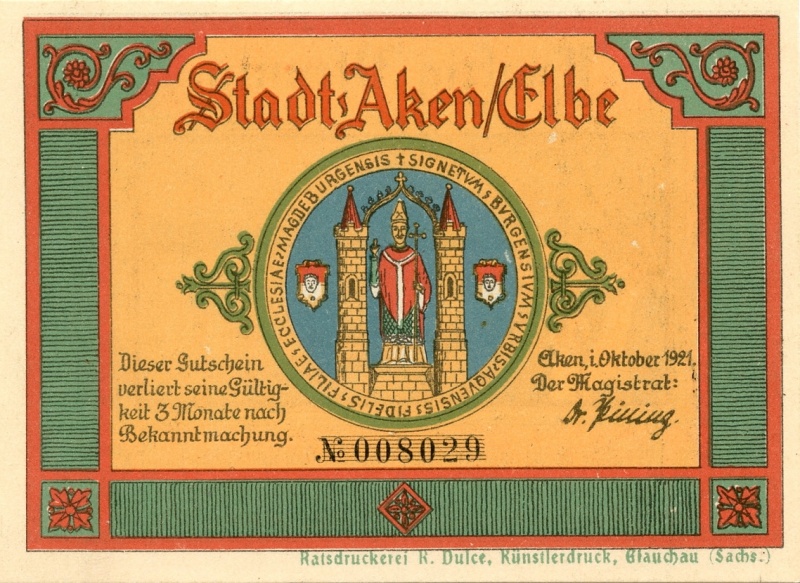 Stadt Aken/Elbe
✝ SIGNETVM S BVRGENSIVM S VRBIS AQVENSIS S FIDELIS S FILIAE S ECCLESIAE MAGDEBURGENSIS
Dieser Gutschein
verliert seine Gültig-
keit 3 Monate nach
Bekanntmachung.
Aken, i. Oktober 1921.
Der Magistrat:
№ 008029
Ratsdruckerei R. Dulce, Künstlerdruck, Glauchau (Sachs.)